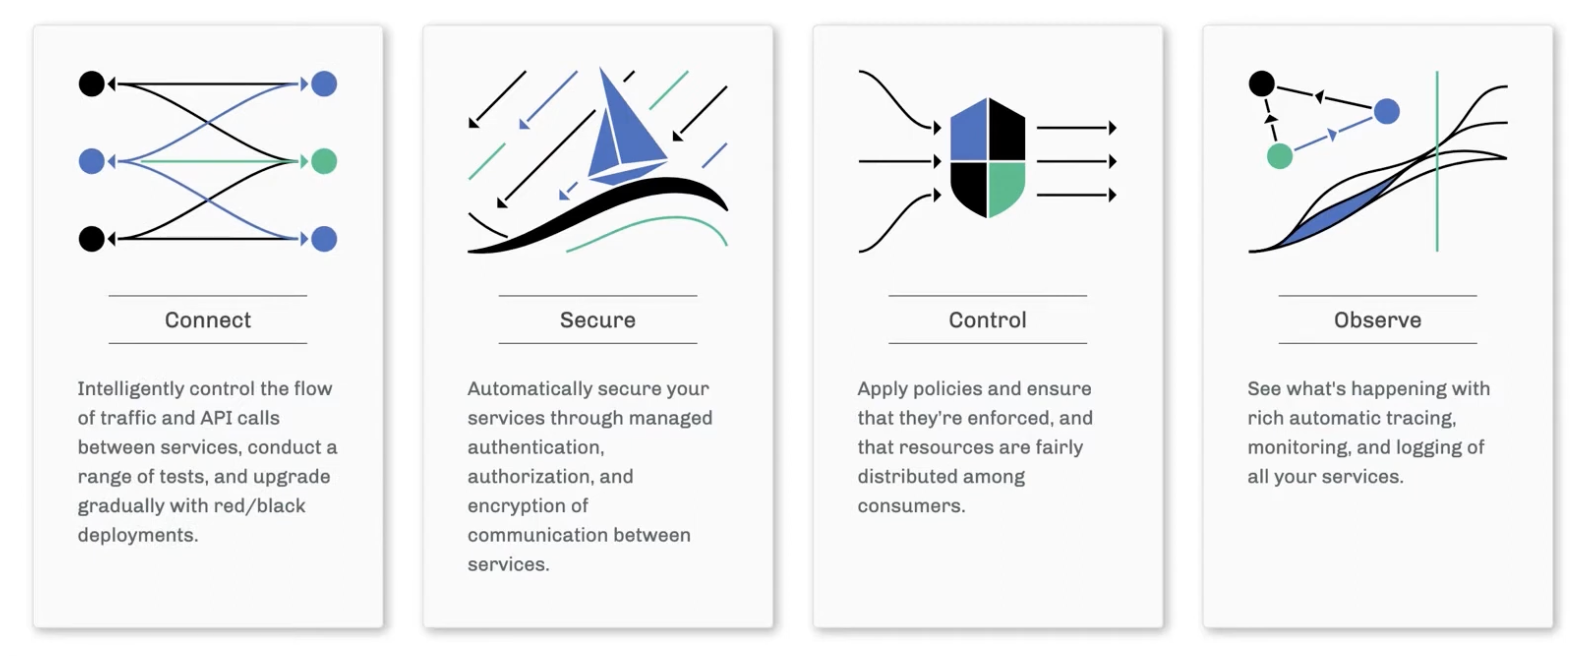 Connect
Intelligently control the flow
of traffic and API calls
between services, conduct a
range of tests, and upgrade
gradually with red/black
deployments.
Secure
Automatically secure your
services through managed
authentication,
authorization, and
encryption of
communication between
services.
Control
Apply policies and ensure
that they're enforced, and
that resources are fairly
distributed among
consumers.
Observe
See what's happening with
rich automatic tracing,
monitoring, and logging of
all your services.